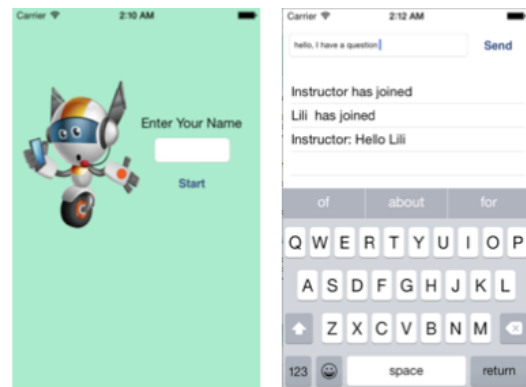 Carrier 2:10 AM
Enter Your Name
Start
Carrier 2:12 AM
hello, I have a question
Send
Instructor has joined
Lili has joined
Instructor: Hello Lili
of about for
Q W E R T Y U I O P
A S D F G H J K L
Z X C V B N M
123 space return